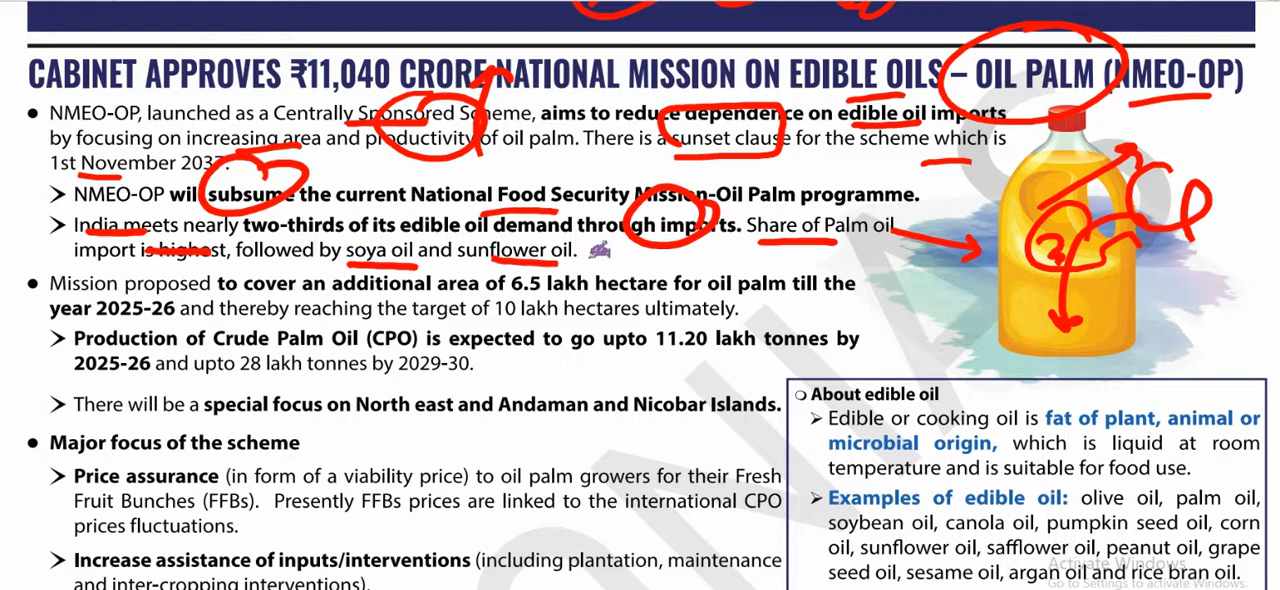 CABINET APPROVES ₹11,040 CRORE NATIONAL MISSION ON EDIBLE OILS – OIL PALM (NMEO-OP)
● NMEO-OP, launched as a Centrally Sponsored Scheme, aims to reduce dependence on edible oil imports
by focusing on increasing area and productivity of oil palm. There is a sunset clause for the scheme which is
1st November 2037.
➤ NMEO-OP will subsume the current National Food Security Mission-Oil Palm programme.
➤ India meets nearly two-thirds of its edible oil demand through imports. Share of Palm oil
import is highest, followed by soya oil and sunflower oil.
● Mission proposed to cover an additional area of 6.5 lakh hectare for oil palm till the
year 2025-26 and thereby reaching the target of 10 lakh hectares ultimately.
➤ Production of Crude Palm Oil (CPO) is expected to go upto 11.20 lakh tonnes by
2025-26 and upto 28 lakh tonnes by 2029-30.
➤ There will be a special focus on North east and Andaman and Nicobar Islands.
● Major focus of the scheme
➤ Price assurance (in form of a viability price) to oil palm growers for their Fresh
Fruit Bunches (FFBs). Presently FFBs prices are linked to the international CPO
prices fluctuations.
➤ Increase assistance of inputs/interventions (including plantation, maintenance
and inter-cropping interventions).
❍ About edible oil
➤ Edible or cooking oil is fat of plant, animal or
microbial origin, which is liquid at room
temperature and is suitable for food use.
➤ Examples of edible oil: olive oil, palm oil,
soybean oil, canola oil, pumpkin seed oil, corn
oil, sunflower oil, safflower oil, peanut oil, grape
seed oil, sesame oil, argan oil and rice bran oil.
Activate Windows
Go to Settings to activate Windows.